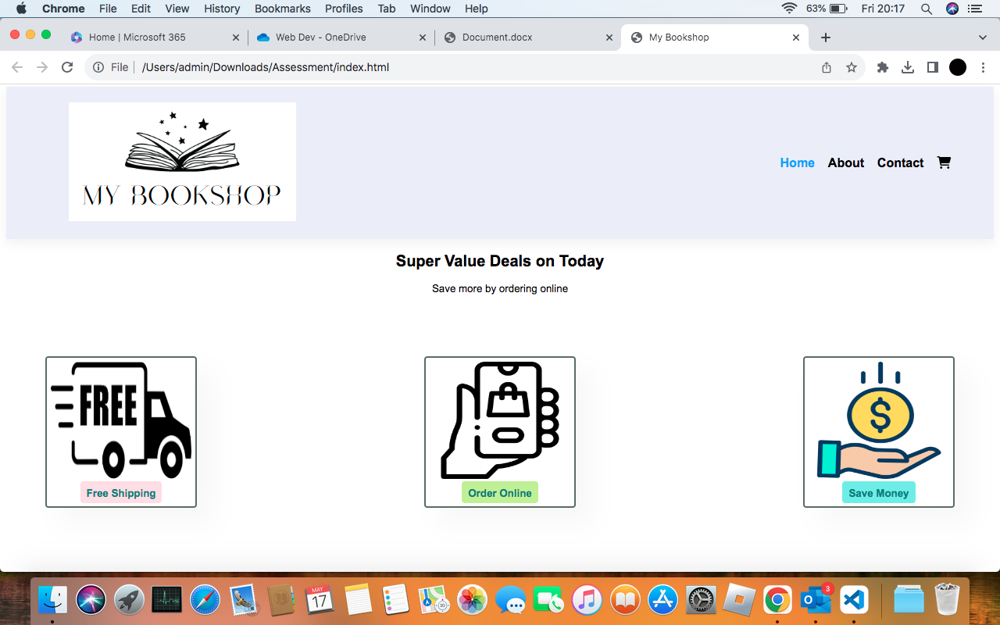 Chrome File Edit View History Bookmarks Profiles Tab Window Help 63% Fri 20:17
Home | Microsoft 365 Web Dev - OneDrive Document.docx My Bookshop
File /Users/admin/Downloads/Assessment/index.html
MY BOOKSHOP
Home About Contact
Super Value Deals on Today
Save more by ordering online
FREE
$
Free Shipping Order Online Save Money
MAY
17
3D
3